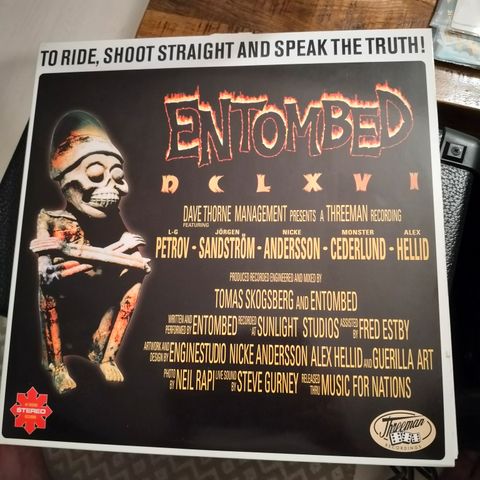 TO RIDE, SHOOT STRAIGHT AND SPEAK THE TRUTH!
ENTOMBED
DCLXVI
DAVE THORNE MANAGEMENT PRESENTS A THREEMAN RECORDING
FEATURING
L-G JÖRGEN NICKE MONSTER ALEX
PETROV - SANDSTRÖM - ANDERSSON - CEDERLUND - HELLID
PRODUCED RECORDED ENGINEERED AND MIXED BY
TOMAS SKOGSBERG AND ENTOMBED
WRITTEN AND PERFORMED BY ENTOMBED RECORDED AT SUNLIGHT STUDIOS ASSISTED BY FRED ESTBY
ARTWORK AND DESIGN BY ENGINESTUDIO NICKE ANDERSSON ALEX HELLID AND GUERILLA ART
PHOTO BY NEIL RAPI LIVE SOUND BY STEVE GURNEY RELEASED THRU MUSIC FOR NATIONS
STEREO
Threeman
RECORDINGS